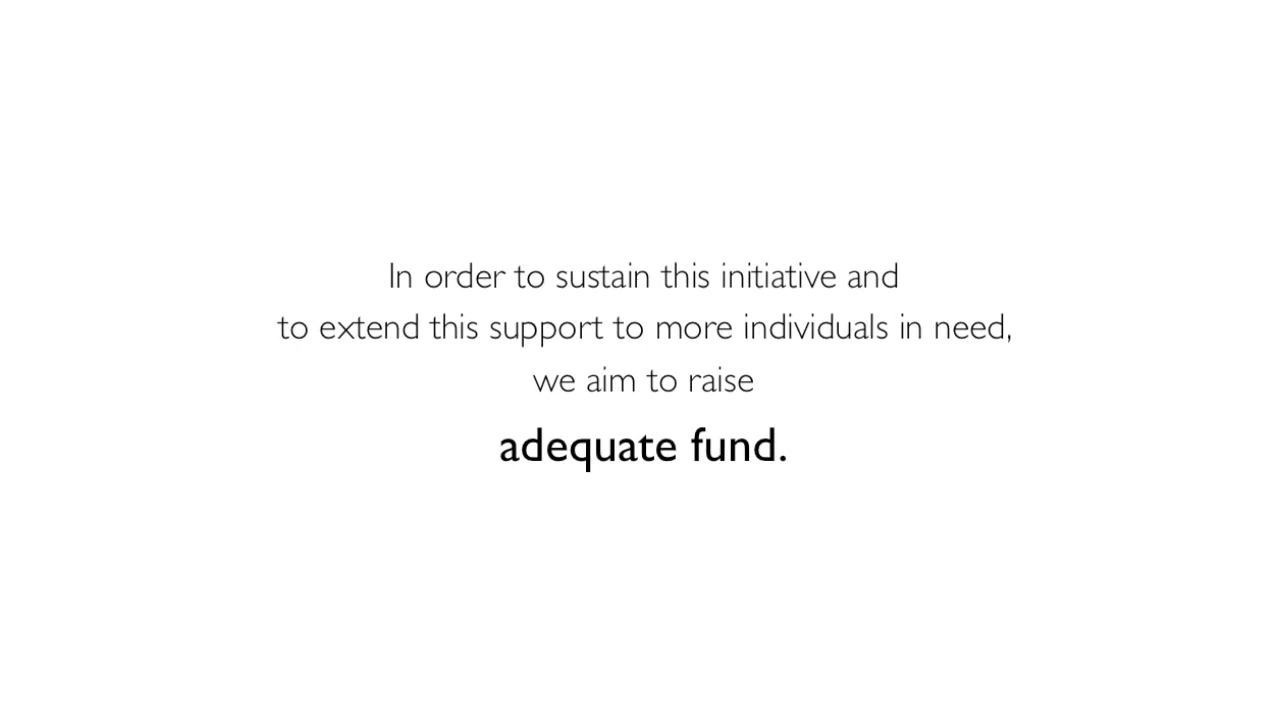 In order to sustain this initiative and
to extend this support to more individuals in need,
we aim to raise
adequate fund.